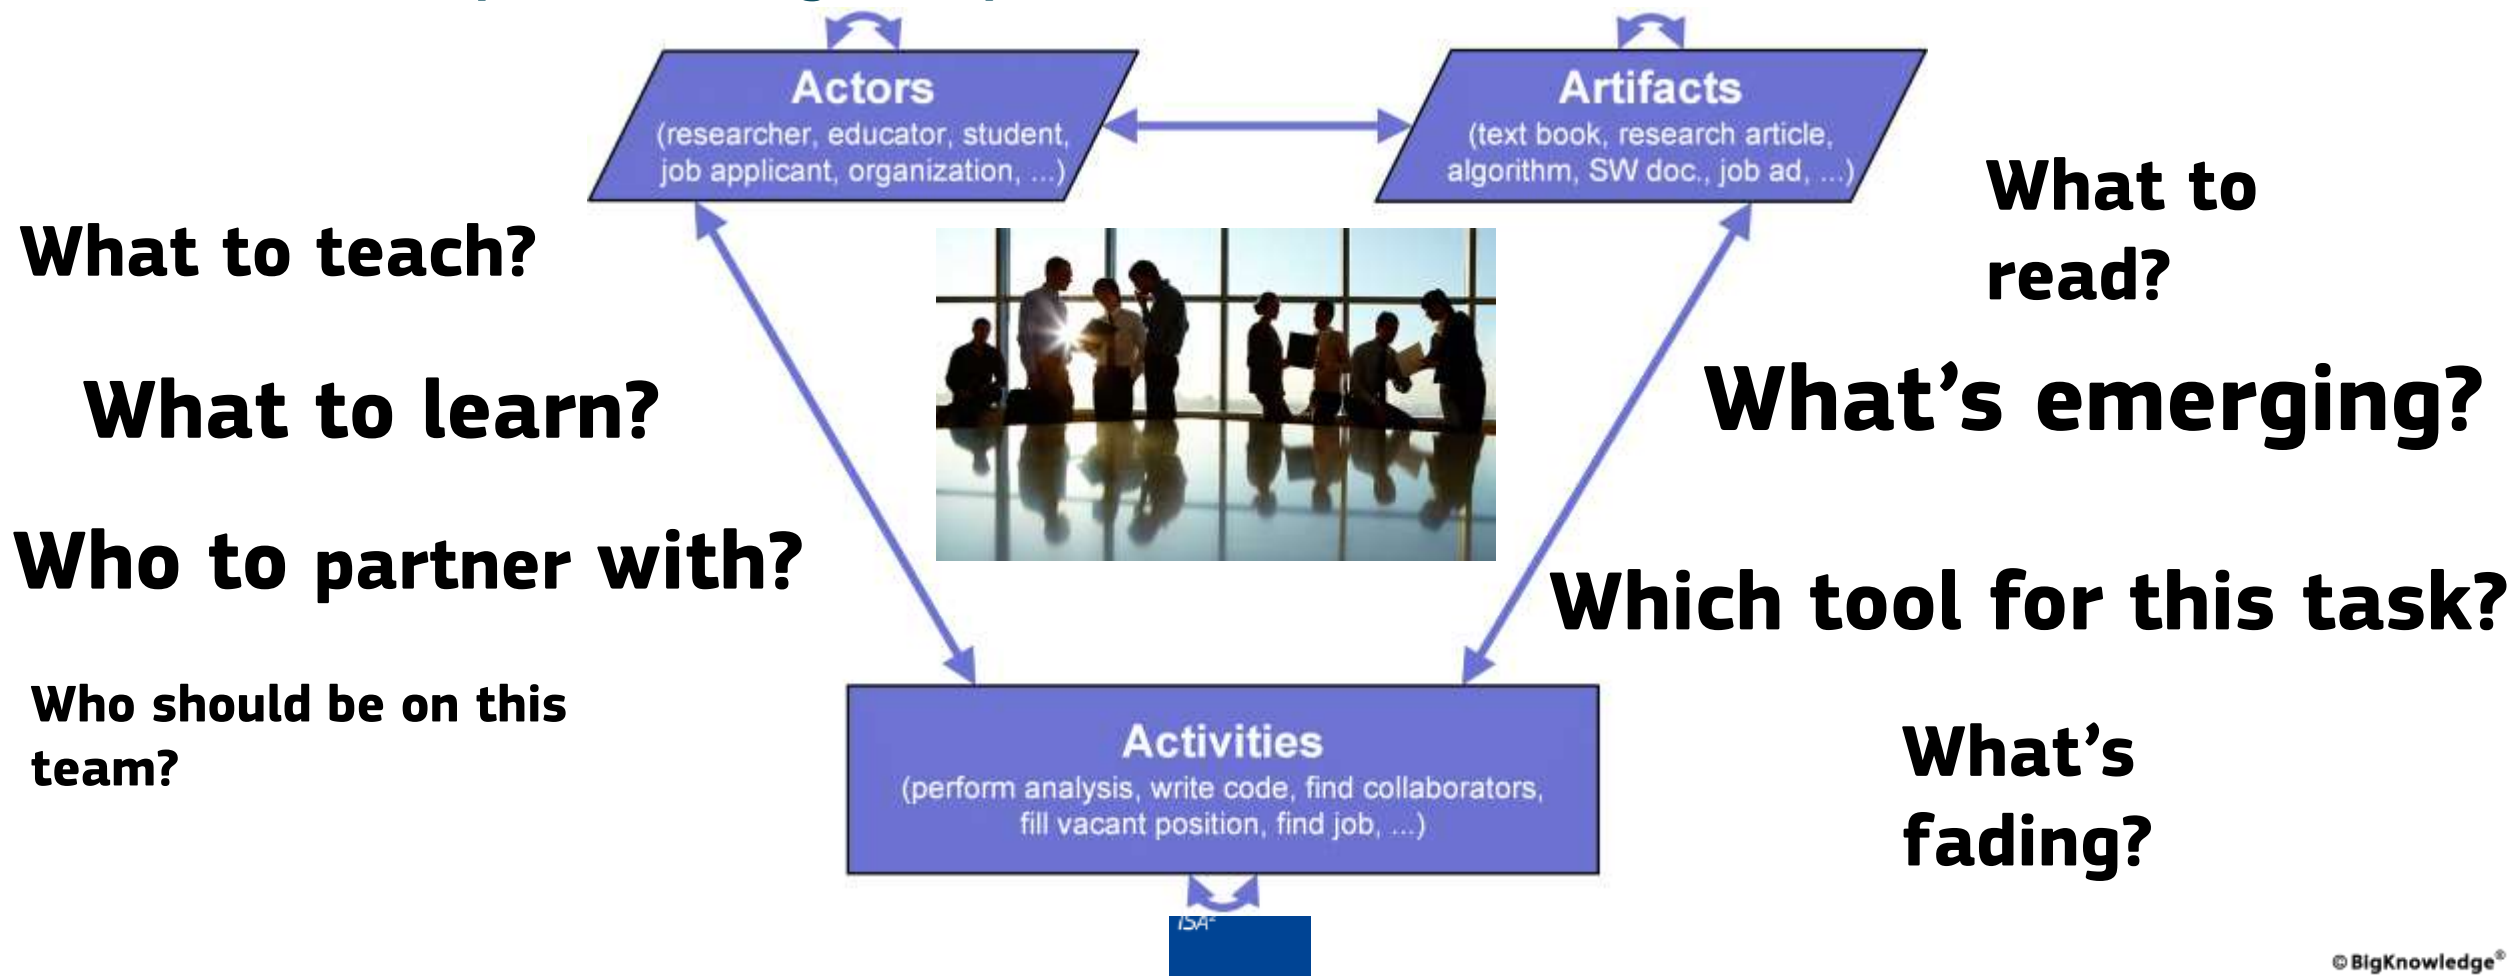 Actors
(researcher, educator, student,
job applicant, organization, ...)
Artifacts
(text book, research article,
algorithm, SW doc., job ad, ...)
What to teach?
What to learn?
Who to partner with?
Who should be on this
team?
What to
read?
What's emerging?
Which tool for this task?
What's
fading?
Activities
(perform analysis, write code, find collaborators,
fill vacant position, find job, ...)
ISA²
©BigKnowledge®